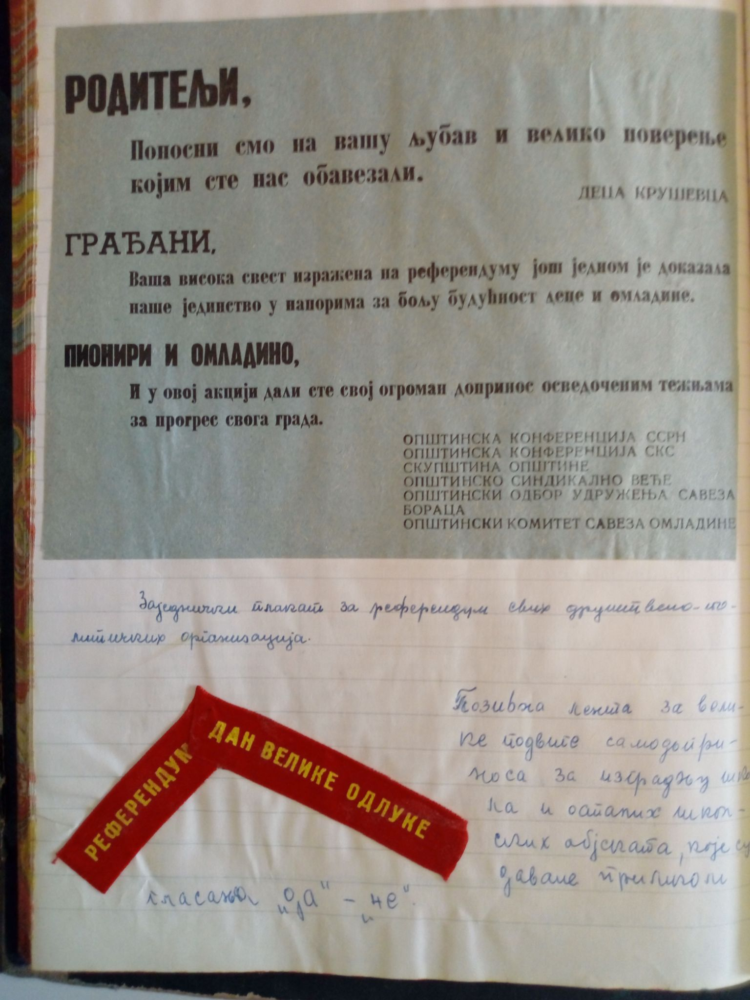 РОДИТЕЉИ,
Поносни смо на вашу љубав и велико поверење
којим сте нас обавезали.
ДЕЦА КРУШЕВЦА
ГРАЂАНИ,
Ваша висока свест изражена на референдуму још једном је доказала
наше јединство у напорима за бољу будућност деце и омладине.
ПИОНИРИ И ОМЛАДИНО,
И у овој акцији дали сте свој огроман допринос осведоченим тежњама
за прогрес свога града.
ОПШТИНСКА КОНФЕРЕНЦИЈА ССРН
ОПШТИНСКА КОНФЕРЕНЦИЈА СКС
СКУПШТИНА ОПШТИНЕ
ОПШТИНСКО СИНДИКАЛНО ВЕЋЕ
ОПШТИНСКИ ОДБОР УДРУЖЕЊА САВЕЗА
БОРАЦА
ОПШТИНСКИ КОМИТЕТ САВЕЗА ОМЛАДИНЕ
Заједнички плакат за референдум свих друштвено-по-
литичких организација.
РЕФЕРЕНДУМ
ДАН ВЕЛИКЕ ОДЛУКЕ
Позивна лента за вели-
ке подвиге самодопри-
носа за изградњу шко
ла и осталих школ-
ских објеката, које су
даване приликом
гласања „да" - „не".